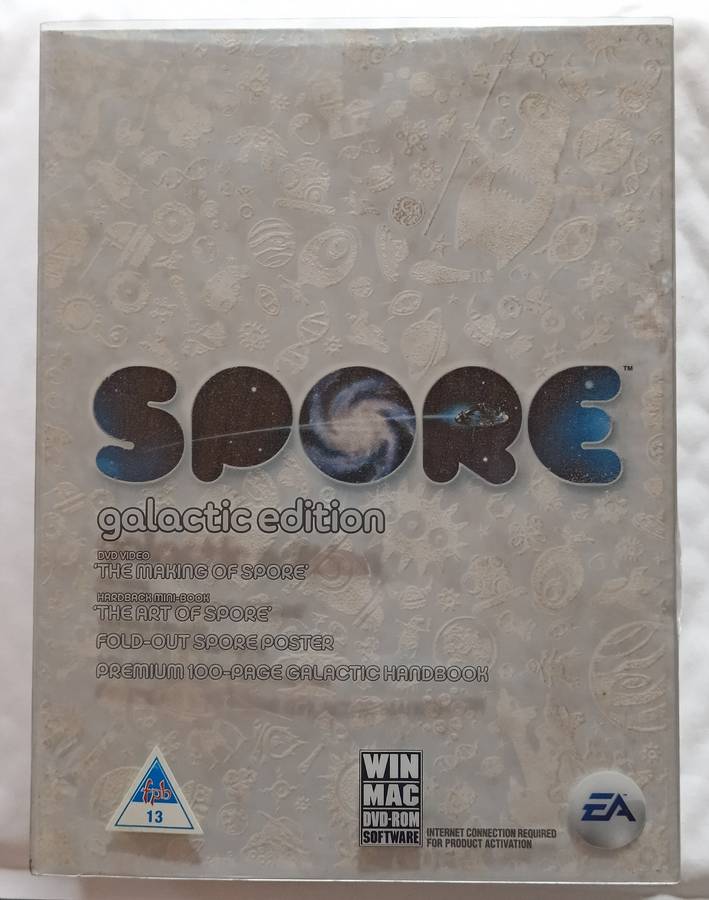 SPORE™
galactic edition
DVD VIDEO
'THE MAKING OF SPORE'
HARDBACK MINI-BOOK
'THE ART OF SPORE'
FOLD-OUT SPORE POSTER
PREMIUM 100-PAGE GALACTIC HANDBOOK
fpb
13
WIN
MAC
DVD-ROM
SOFTWARE
INTERNET CONNECTION REQUIRED
FOR PRODUCT ACTIVATION
EA